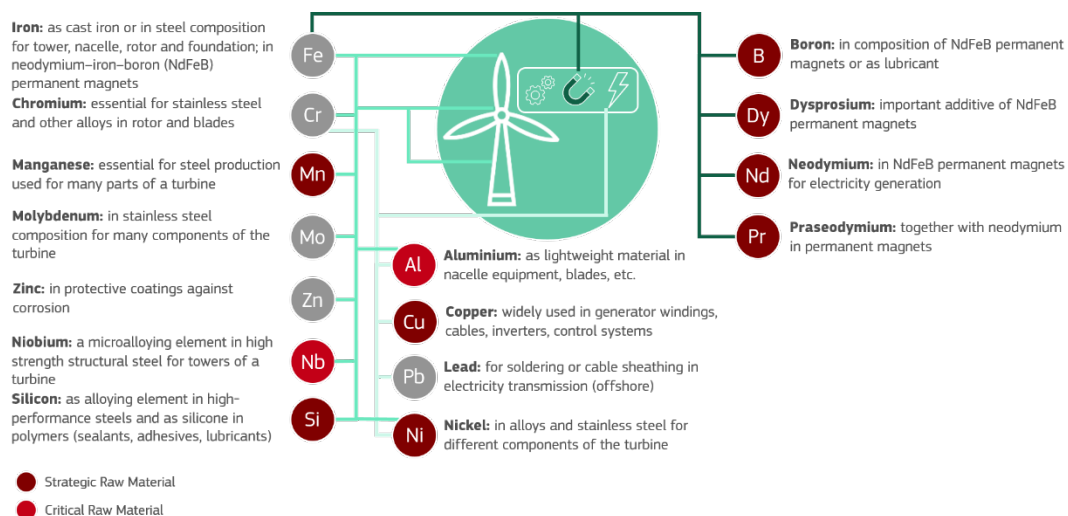 Iron: as cast iron or in steel composition
for tower, nacelle, rotor and foundation; in
neodymium–iron–boron (NdFeB)
permanent magnets
Fe
Chromium: essential for stainless steel
and other alloys in rotor and blades
Cr
Manganese: essential for steel production
used for many parts of a turbine
Mn
Molybdenum: in stainless steel
composition for many components of the
turbine
Mo
Zinc: in protective coatings against
corrosion
Zn
Niobium: a microalloying element in high
strength structural steel for towers of a
turbine
Nb
Silicon: as alloying element in high-
performance steels and as silicone in
polymers (sealants, adhesives, lubricants)
Si
Al
Aluminium: as lightweight material in
nacelle equipment, blades, etc.
Cu
Copper: widely used in generator windings,
cables, inverters, control systems
Pb
Lead: for soldering or cable sheathing in
electricity transmission (offshore)
Ni
Nickel: in alloys and stainless steel for
different components of the turbine
B
Boron: in composition of NdFeB permanent
magnets or as lubricant
Dy
Dysprosium: important additive of NdFeB
permanent magnets
Nd
Neodymium: in NdFeB permanent magnets
for electricity generation
Pr
Praseodymium: together with neodymium
in permanent magnets
Strategic Raw Material
Critical Raw Material